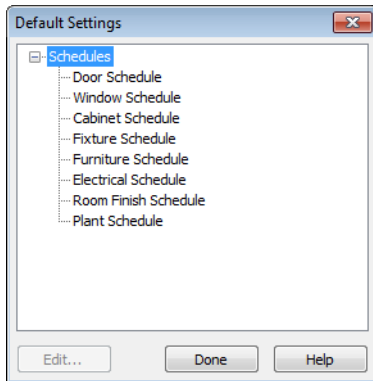 Default Settings
Schedules
Door Schedule
Window Schedule
Cabinet Schedule
Fixture Schedule
Furniture Schedule
Electrical Schedule
Room Finish Schedule
Plant Schedule
Edit... Done Help